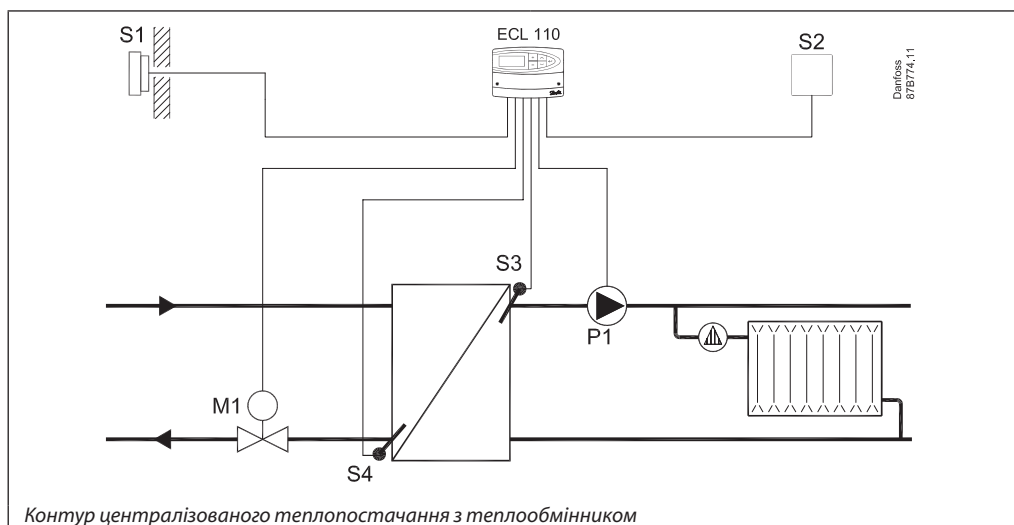 S1
ECL 110
S2
Danfoss
87B774.11
S3
P1
M1
S4
Контур централізованого теплопостачання з теплообмінником